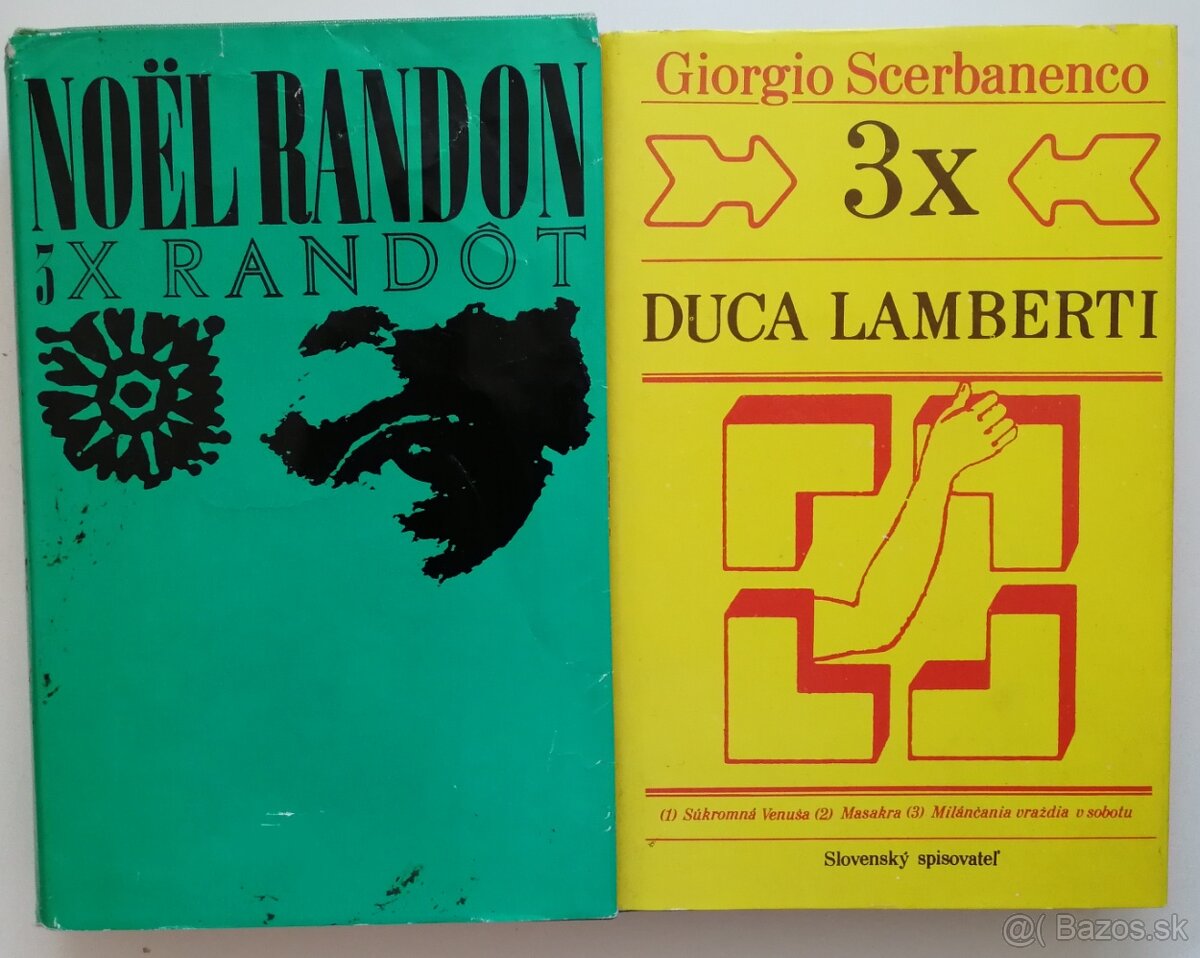 NOËL RANDON
3X RANDÔT
Giorgio Scerbanenco
3x
DUCA LAMBERTI
(1) Súkromná Venuša (2) Masakra (3) Milánčania vraždia v sobotu
Slovenský spisovateľ
@( Bazos.sk